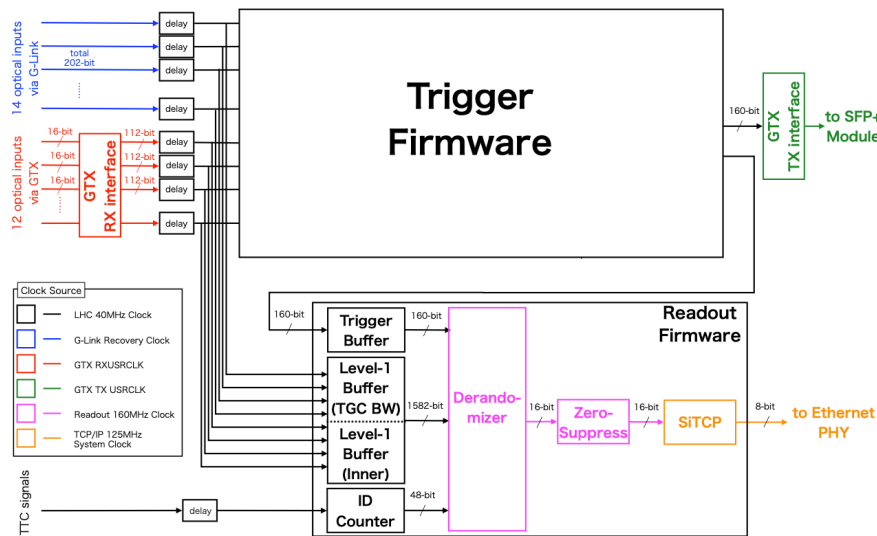 14 optical inputs
via G-Link
total
202-bit
delay
delay
delay
delay
12 optical inputs
via GTX
16-bit
16-bit
16-bit
GTX
RX interface
112-bit
112-bit
112-bit
delay
delay
delay
delay
Trigger
Firmware
160-bit
GTX
TX interface
to SFP+
Module
Clock Source
LHC 40MHz Clock
G-Link Recovery Clock
GTX RXUSRCLK
GTX TX USRCLK
Readout 160MHz Clock
TCP/IP 125MHz
System Clock
TTC signals
delay
Readout
Firmware
160-bit
Trigger
Buffer
160-bit
Level-1
Buffer
(TGC BW)
Level-1
Buffer
(Inner)
1582-bit
ID
Counter
48-bit
Derando-
mizer
16-bit
Zero-
Suppress
16-bit
SiTCP
8-bit
to Ethernet
PHY